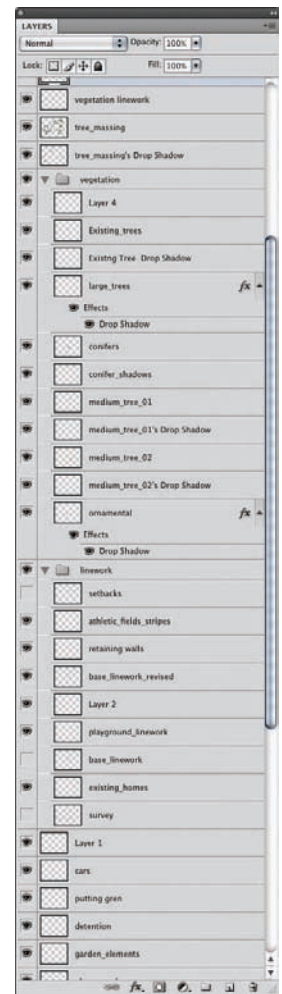 LAYERS
Normal Opacity: 100%
Lock: Fill: 100%
vegetation linework
tree_massing
tree_massing's Drop Shadow
vegetation
Layer 4
Existing_trees
Existng Tree Drop Shadow
large_trees fx
Effects
Drop Shadow
conifers
conifer_shadows
medium_tree_01
medium_tree_01's Drop Shadow
medium_tree_02
medium_tree_02's Drop Shadow
ornamental fx
Effects
Drop Shadow
linework
setbacks
athletic_fields_stripes
retaining walls
base_linework_revised
Layer 2
playground_linework
base_linework
existing_homes
survey
Layer 1
cars
putting gren
detention
garden_elements
fx